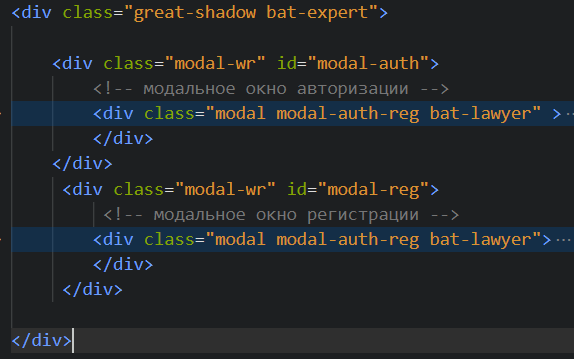 <div class="great-shadow bat-expert">
<div class="modal-wr" id="modal-auth">
<!-- модальное окно авторизации -->
<div class="modal modal-auth-reg bat-lawyer" >···
</div>
</div>
<div class="modal-wr" id="modal-reg">
<!-- модальное окно регистрации -->
<div class="modal modal-auth-reg bat-lawyer">···
</div>
</div>
</div>